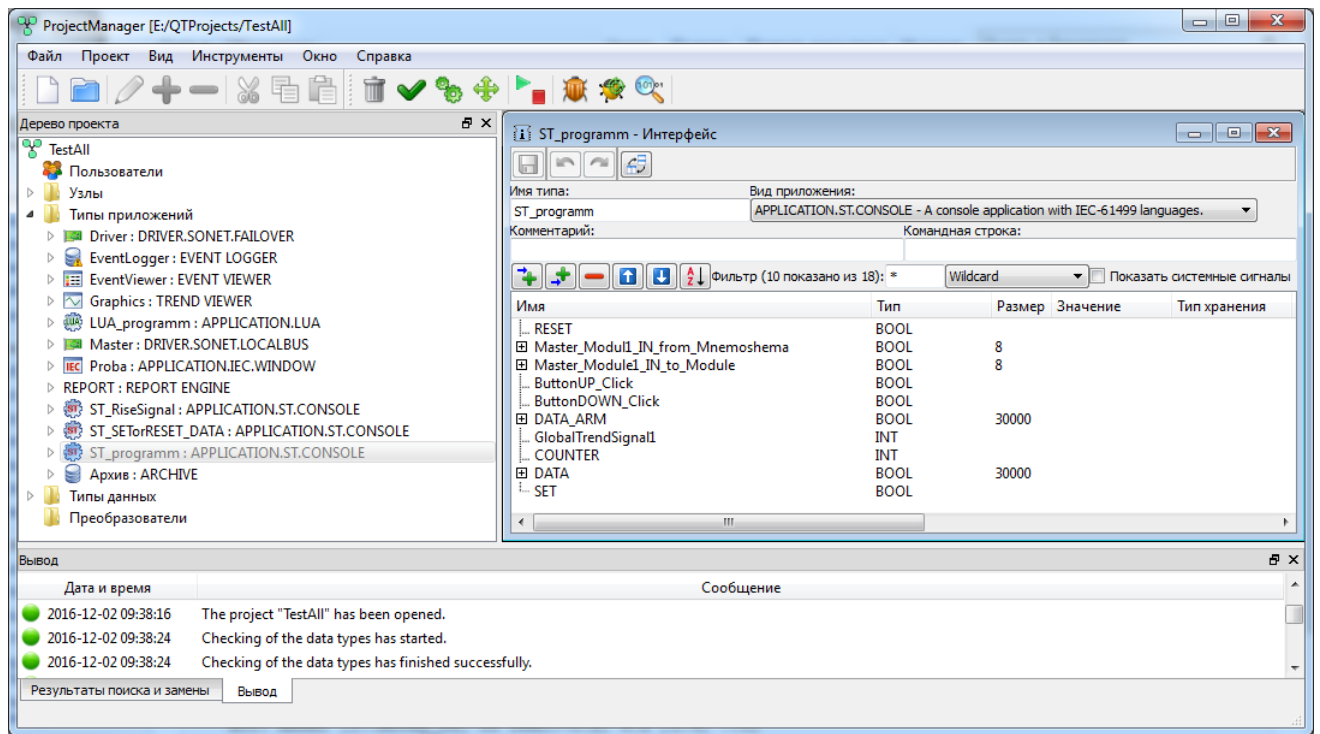 ProjectManager [E:/QTProjects/TestAll]
Файл Проект Вид Инструменты Окно Справка
Дерево проекта
TestAll
Пользователи
Узлы
Типы приложений
Driver : DRIVER.SONET.FAILOVER
EventLogger : EVENT LOGGER
EventViewer : EVENT VIEWER
Graphics : TREND VIEWER
LUA_programm : APPLICATION.LUA
Master : DRIVER.SONET.LOCALBUS
IEC Proba : APPLICATION.IEC.WINDOW
REPORT : REPORT ENGINE
ST_RiseSignal : APPLICATION.ST.CONSOLE
ST_SETorRESET_DATA : APPLICATION.ST.CONSOLE
ST_programm : APPLICATION.ST.CONSOLE
Архив : ARCHIVE
Типы данных
Преобразователи
ST_programm - Интерфейс
Имя типа: Вид приложения:
ST_programm APPLICATION.ST.CONSOLE - A console application with IEC-61499 languages.
Комментарий: Командная строка:
Фильтр (10 показано из 18): * Wildcard Показать системные сигналы
Имя Тип Размер Значение Тип хранения
RESET BOOL
Master_Modul1_IN_from_Mnemoshema BOOL 8
Master_Module1_IN_to_Module BOOL 8
ButtonUP_Click BOOL
ButtonDOWN_Click BOOL
DATA_ARM BOOL 30000
GlobalTrendSignal1 INT
COUNTER INT
DATA BOOL 30000
SET BOOL
Вывод
Дата и время Сообщение
2016-12-02 09:38:16 The project "TestAll" has been opened.
2016-12-02 09:38:24 Checking of the data types has started.
2016-12-02 09:38:24 Checking of the data types has finished successfully.
Результаты поиска и замены Вывод